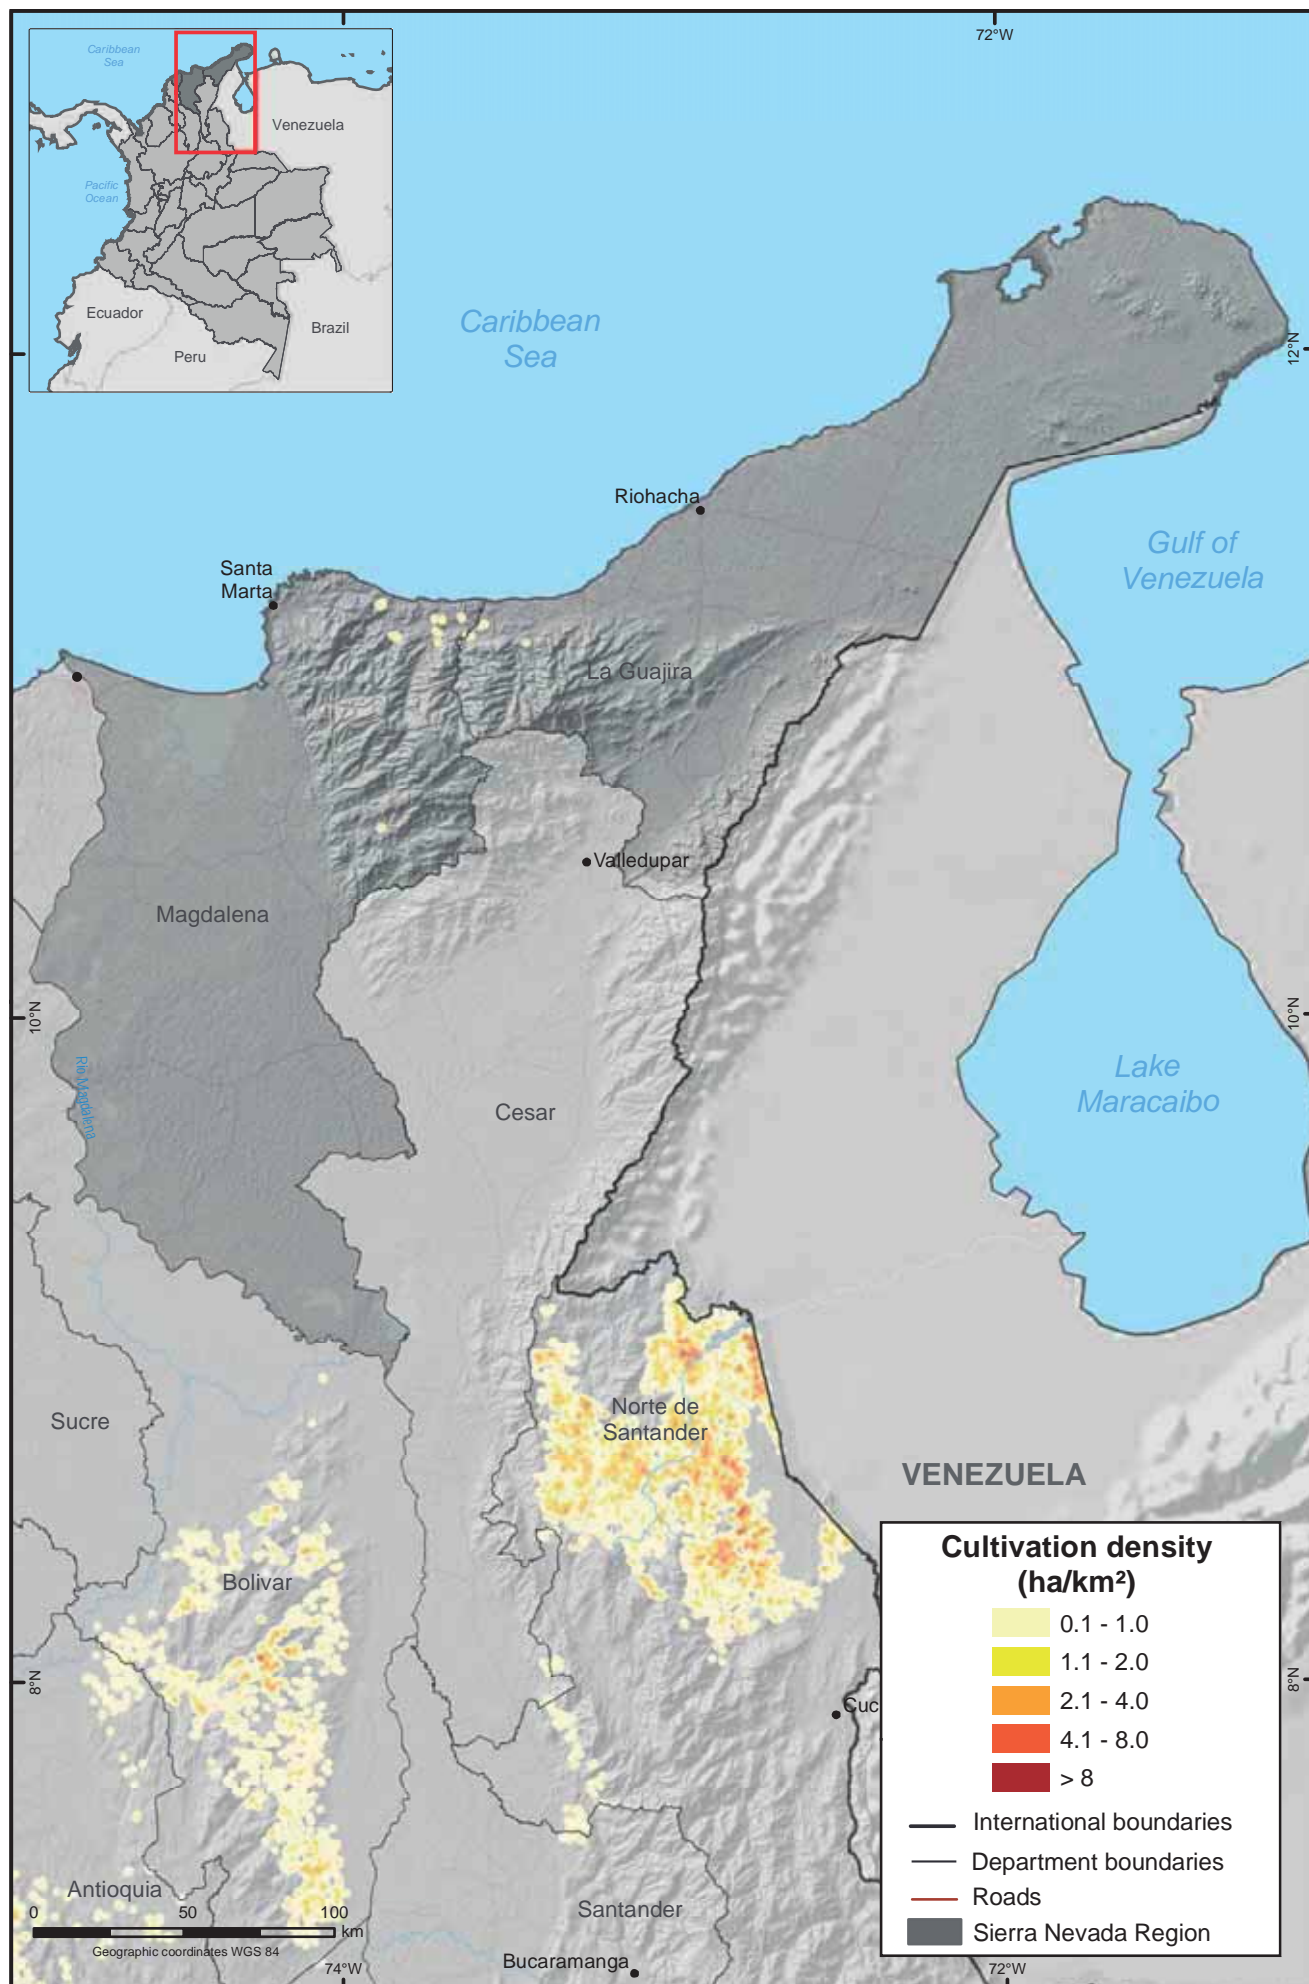 72°W
Caribbean
Sea
Venezuela
Pacific
Ocean
Ecuador
Peru
Brazil
Caribbean
Sea
12°N
Riohacha
Gulf of
Venezuela
Santa
Marta
La Guajira
Valledupar
Magdalena
10°N
10°N
Río Magdalena
Lake
Maracaibo
Cesar
Norte de
Santander
Sucre
VENEZUELA
Bolivar
Cultivation density
(ha/km²)
0.1 - 1.0
1.1 - 2.0
2.1 - 4.0
4.1 - 8.0
> 8
International boundaries
Department boundaries
Roads
Sierra Nevada Region
8°N
8°N
Cuc
Antioquia
0 50 100
km
Geographic coordinates WGS 84
Santander
Bucaramanga
74°W
72°W